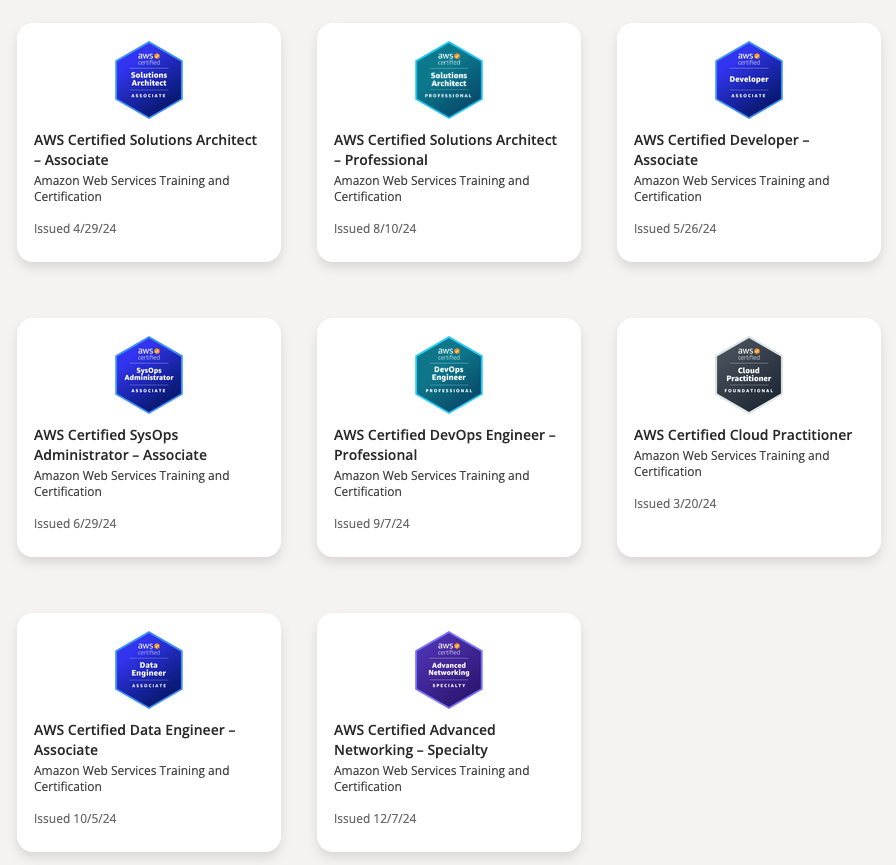 aws
certified
Solutions
Architect
ASSOCIATE
AWS Certified Solutions Architect
– Associate
Amazon Web Services Training and
Certification
Issued 4/29/24
aws
certified
Solutions
Architect
PROFESSIONAL
AWS Certified Solutions Architect
– Professional
Amazon Web Services Training and
Certification
Issued 8/10/24
aws
certified
Developer
ASSOCIATE
AWS Certified Developer –
Associate
Amazon Web Services Training and
Certification
Issued 5/26/24
aws
certified
SysOps
Administrator
ASSOCIATE
AWS Certified SysOps
Administrator – Associate
Amazon Web Services Training and
Certification
Issued 6/29/24
aws
certified
DevOps
Engineer
PROFESSIONAL
AWS Certified DevOps Engineer –
Professional
Amazon Web Services Training and
Certification
Issued 9/7/24
aws
certified
Cloud
Practitioner
FOUNDATIONAL
AWS Certified Cloud Practitioner
Amazon Web Services Training and
Certification
Issued 3/20/24
aws
certified
Data
Engineer
ASSOCIATE
AWS Certified Data Engineer –
Associate
Amazon Web Services Training and
Certification
Issued 10/5/24
aws
certified
Advanced
Networking
SPECIALTY
AWS Certified Advanced
Networking – Specialty
Amazon Web Services Training and
Certification
Issued 12/7/24